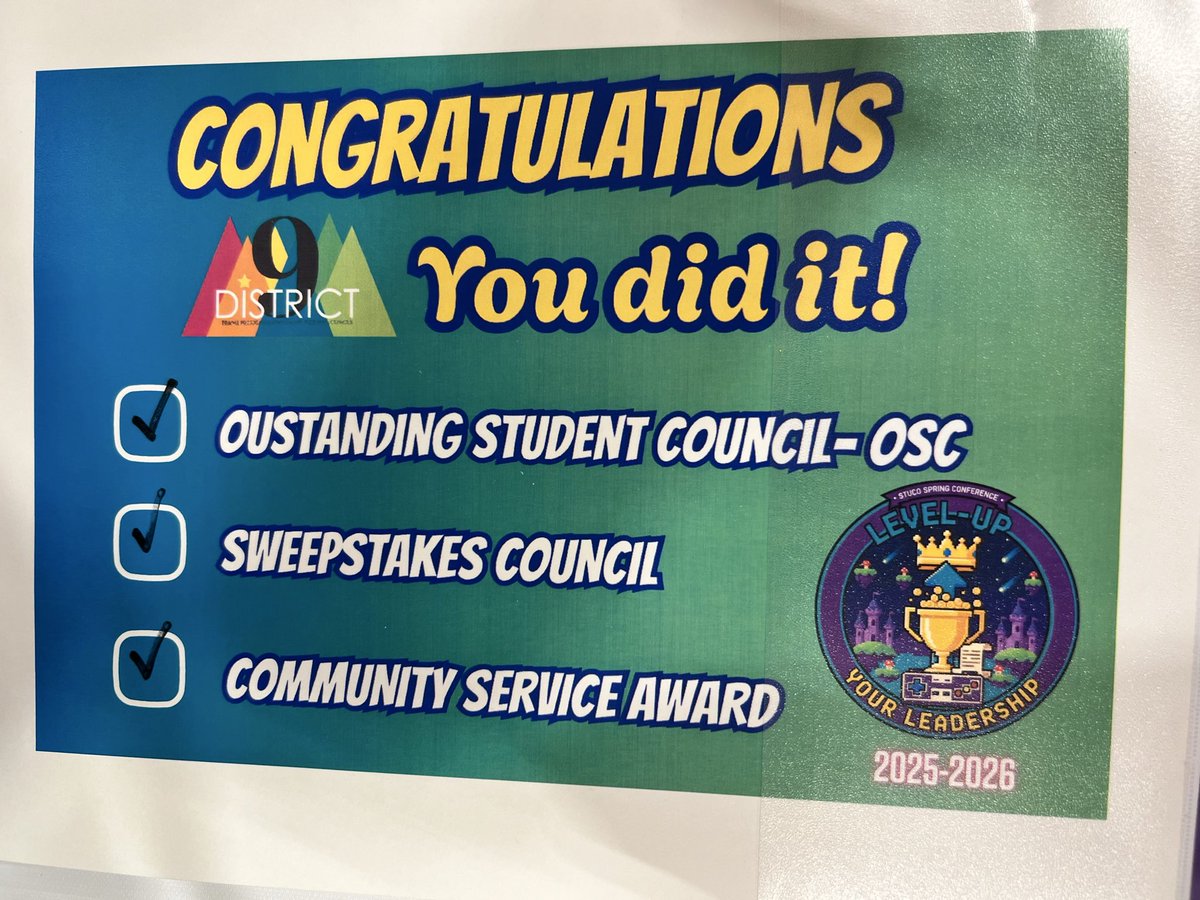 CONGRATULATIONS
9
DISTRICT
You did it!
OUSTANDING STUDENT COUNCIL- OSC
SWEEPSTAKES COUNCIL
COMMUNITY SERVICE AWARD
• STUCO SPRING CONFERENCE •
LEVEL-UP
YOUR LEADERSHIP
2025-2026